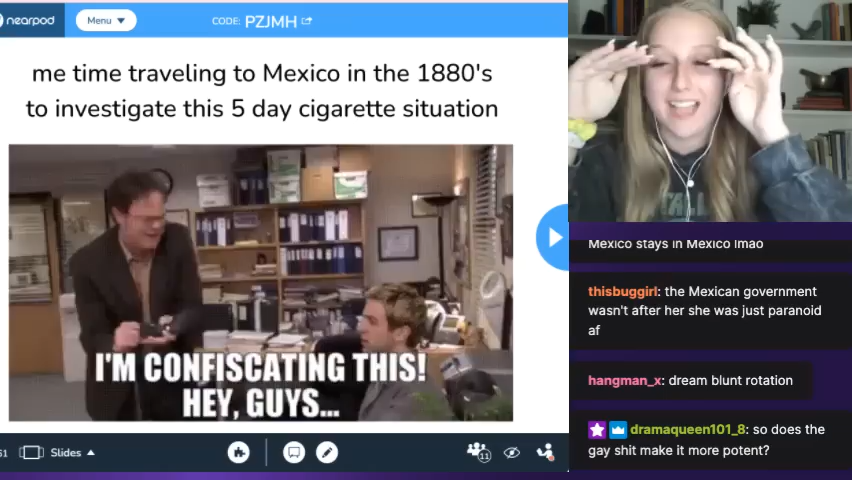 nearpod
Menu
CODE: PZJMH
me time traveling to Mexico in the 1880's
to investigate this 5 day cigarette situation
I'M CONFISCATING THIS!
HEY, GUYS...
Slides
11
Mexico stays in Mexico lmao
thisbuggirl: the Mexican government
wasn't after her she was just paranoid
af
hangman_x: dream blunt rotation
dramaqueen101_8: so does the
gay shit make it more potent?